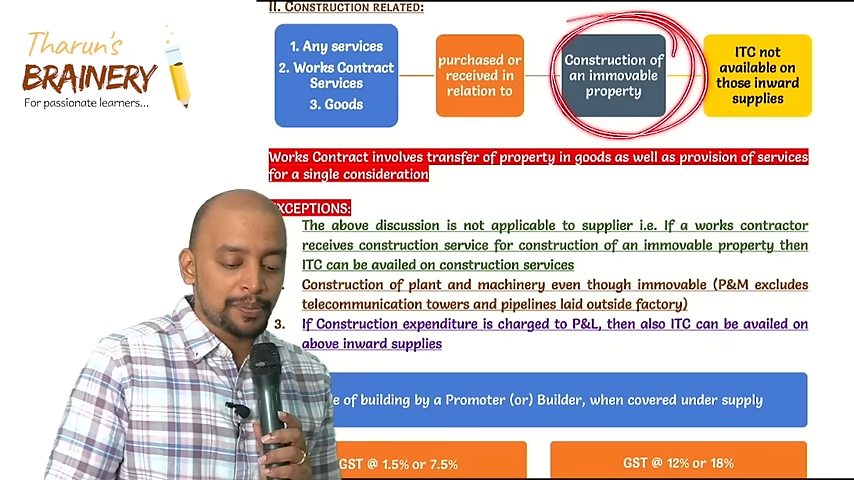 II. CONSTRUCTION RELATED:
Tharun's
BRAINERY
For passionate learners...
1. Any services
2. Works Contract
Services
3. Goods
purchased or
received in
relation to
Construction of
an immovable
property
ITC not
available on
those inward
supplies
Works Contract involves transfer of property in goods as well as provision of services
for a single consideration
EXCEPTIONS:
The above discussion is not applicable to supplier i.e. If a works contractor
receives construction service for construction of an immovable property then
ITC can be availed on construction services
Construction of plant and machinery even though immovable (P&M excludes
telecommunication towers and pipelines laid outside factory)
3. If Construction expenditure is charged to P&L, then also ITC can be availed on
above inward supplies
of building by a Promoter (or) Builder, when covered under supply
GST @ 1.5% or 7.5%
GST @ 12% or 18%